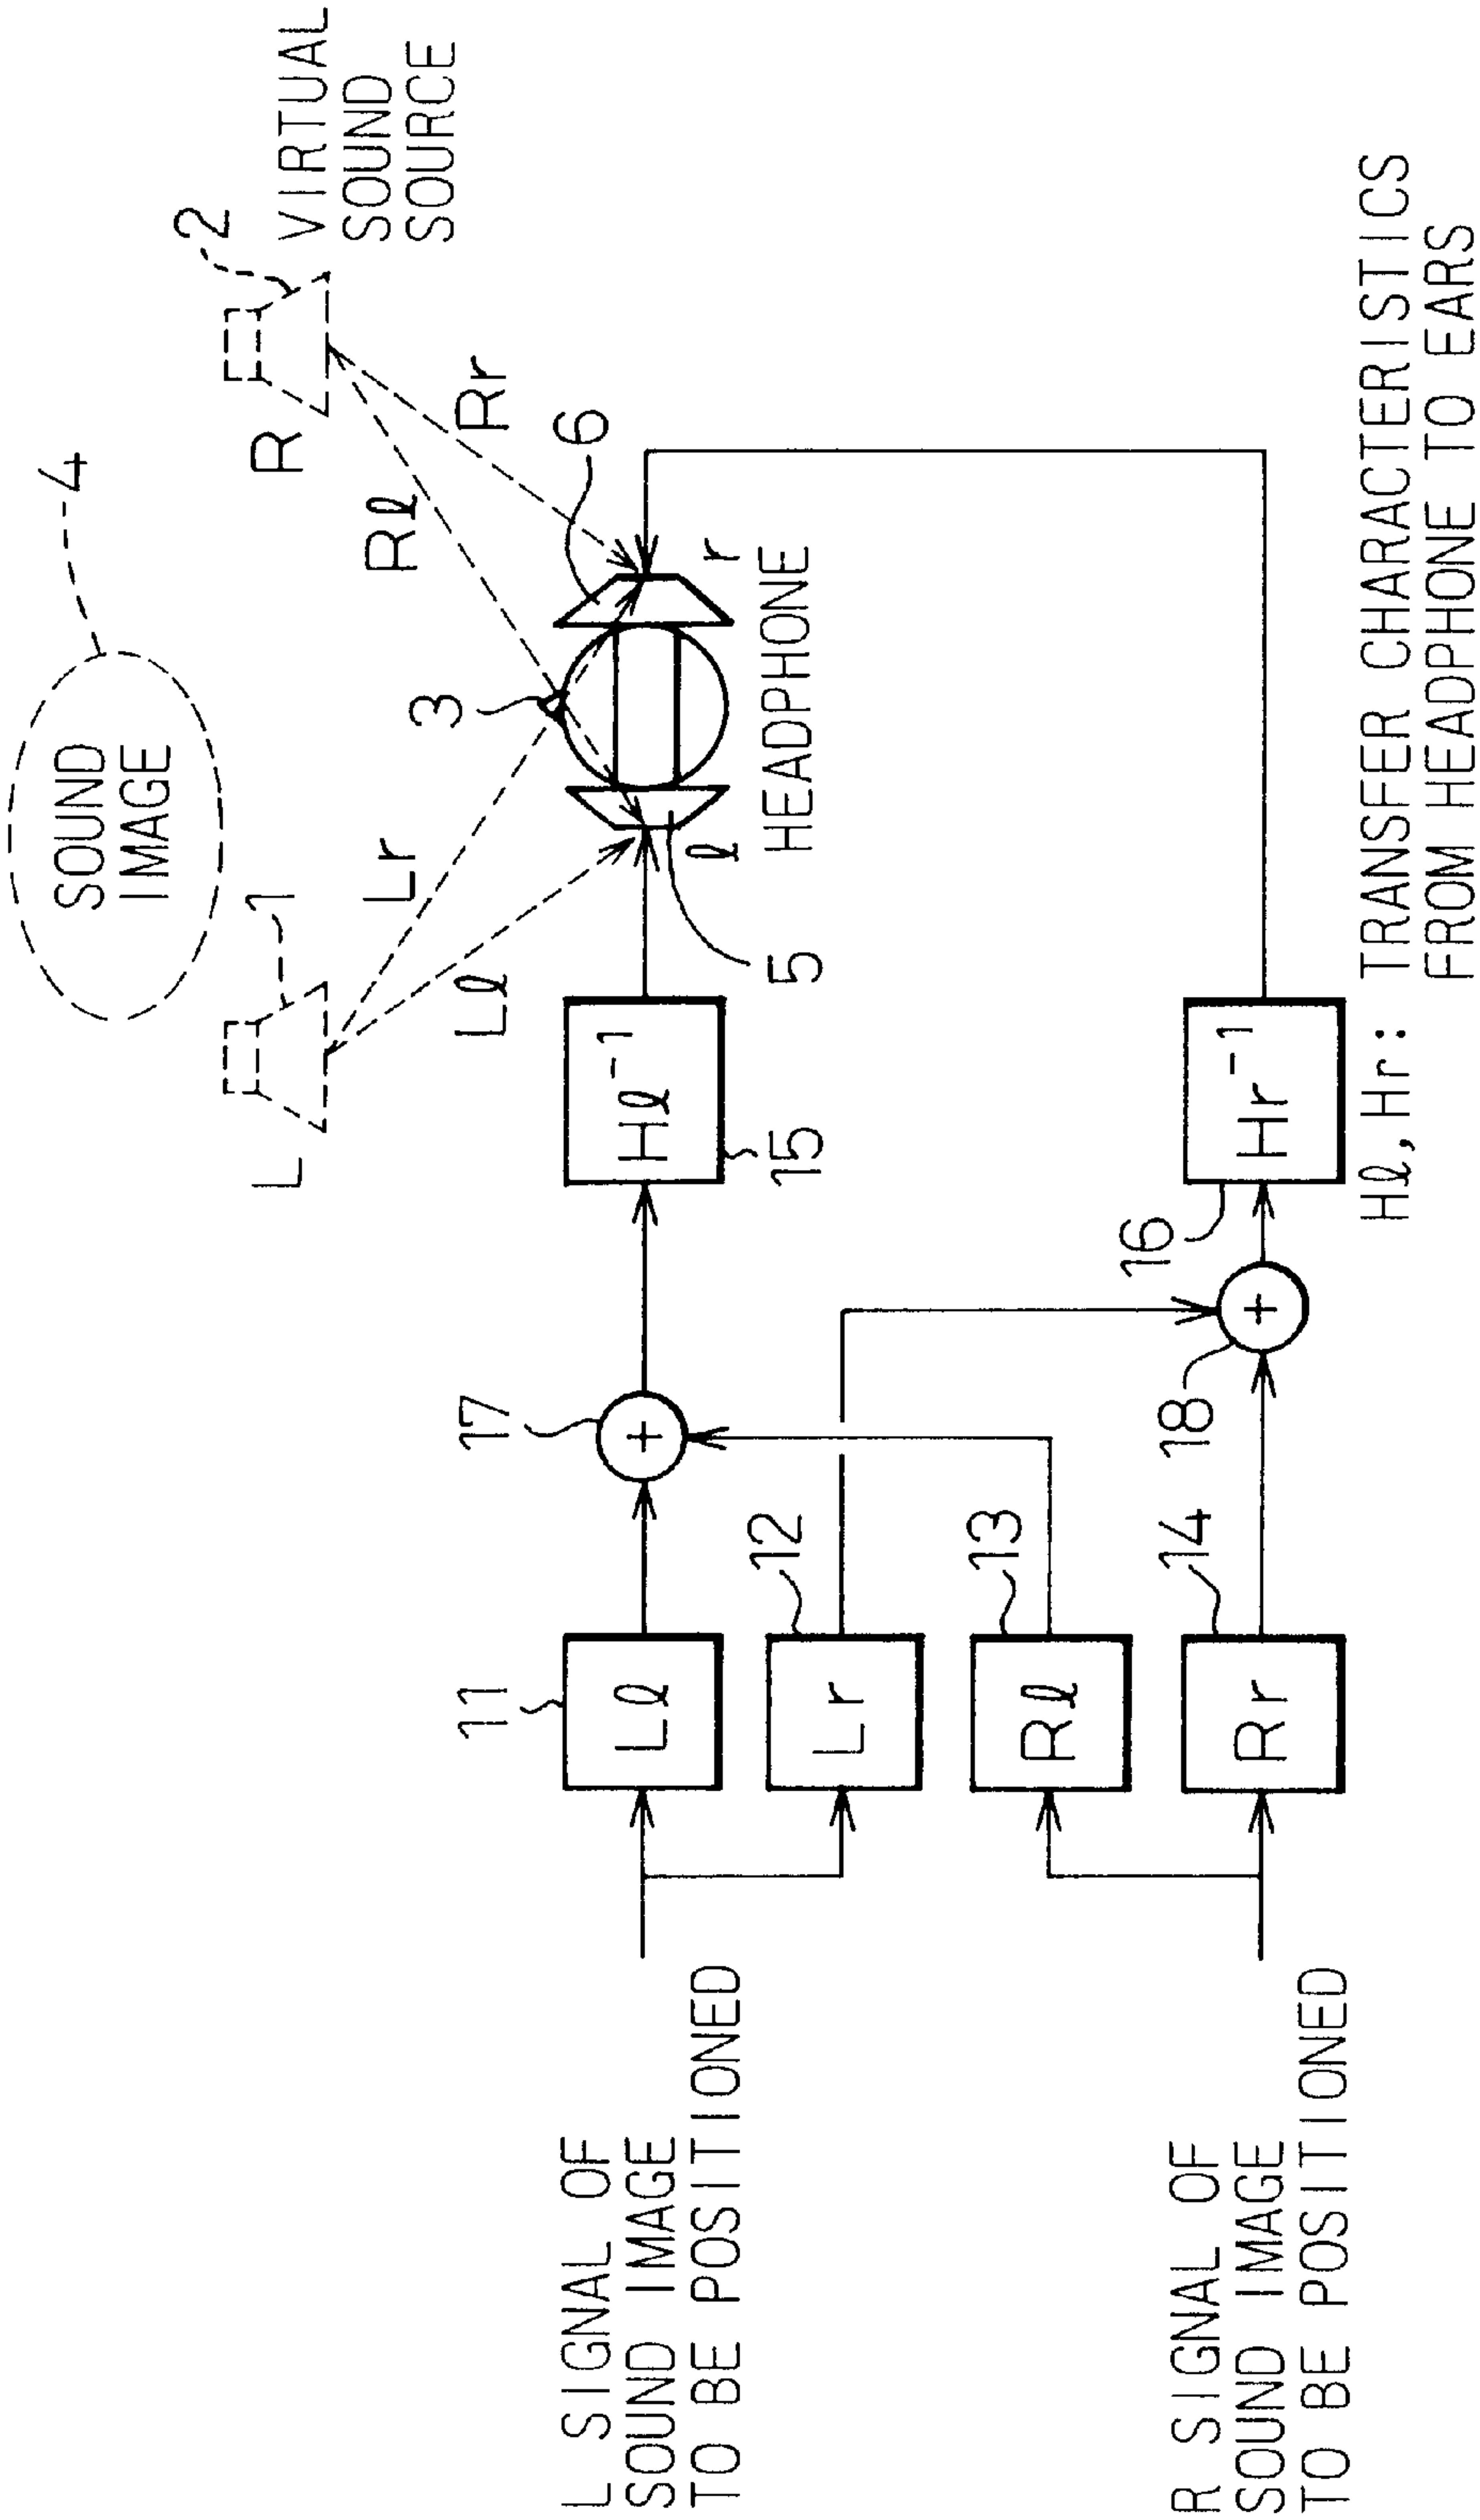 SOUND
IMAGE
4
2
VIRTUAL
SOUND
SOURCE
L
1
R
Lr
Rℓ
Lℓ
Rr
3
6
11
Lℓ
17
Hℓ⁻¹
15
5
ℓ
r
HEADPHONE
L SIGNAL OF
SOUND IMAGE
TO BE POSITIONED
12
Lr
13
Rℓ
14
Rr
18
16
Hr⁻¹
R SIGNAL OF
SOUND IMAGE
TO BE POSITIONED
Hℓ, Hr: TRANSFER CHARACTERISTICS
FROM HEADPHONE TO EARS